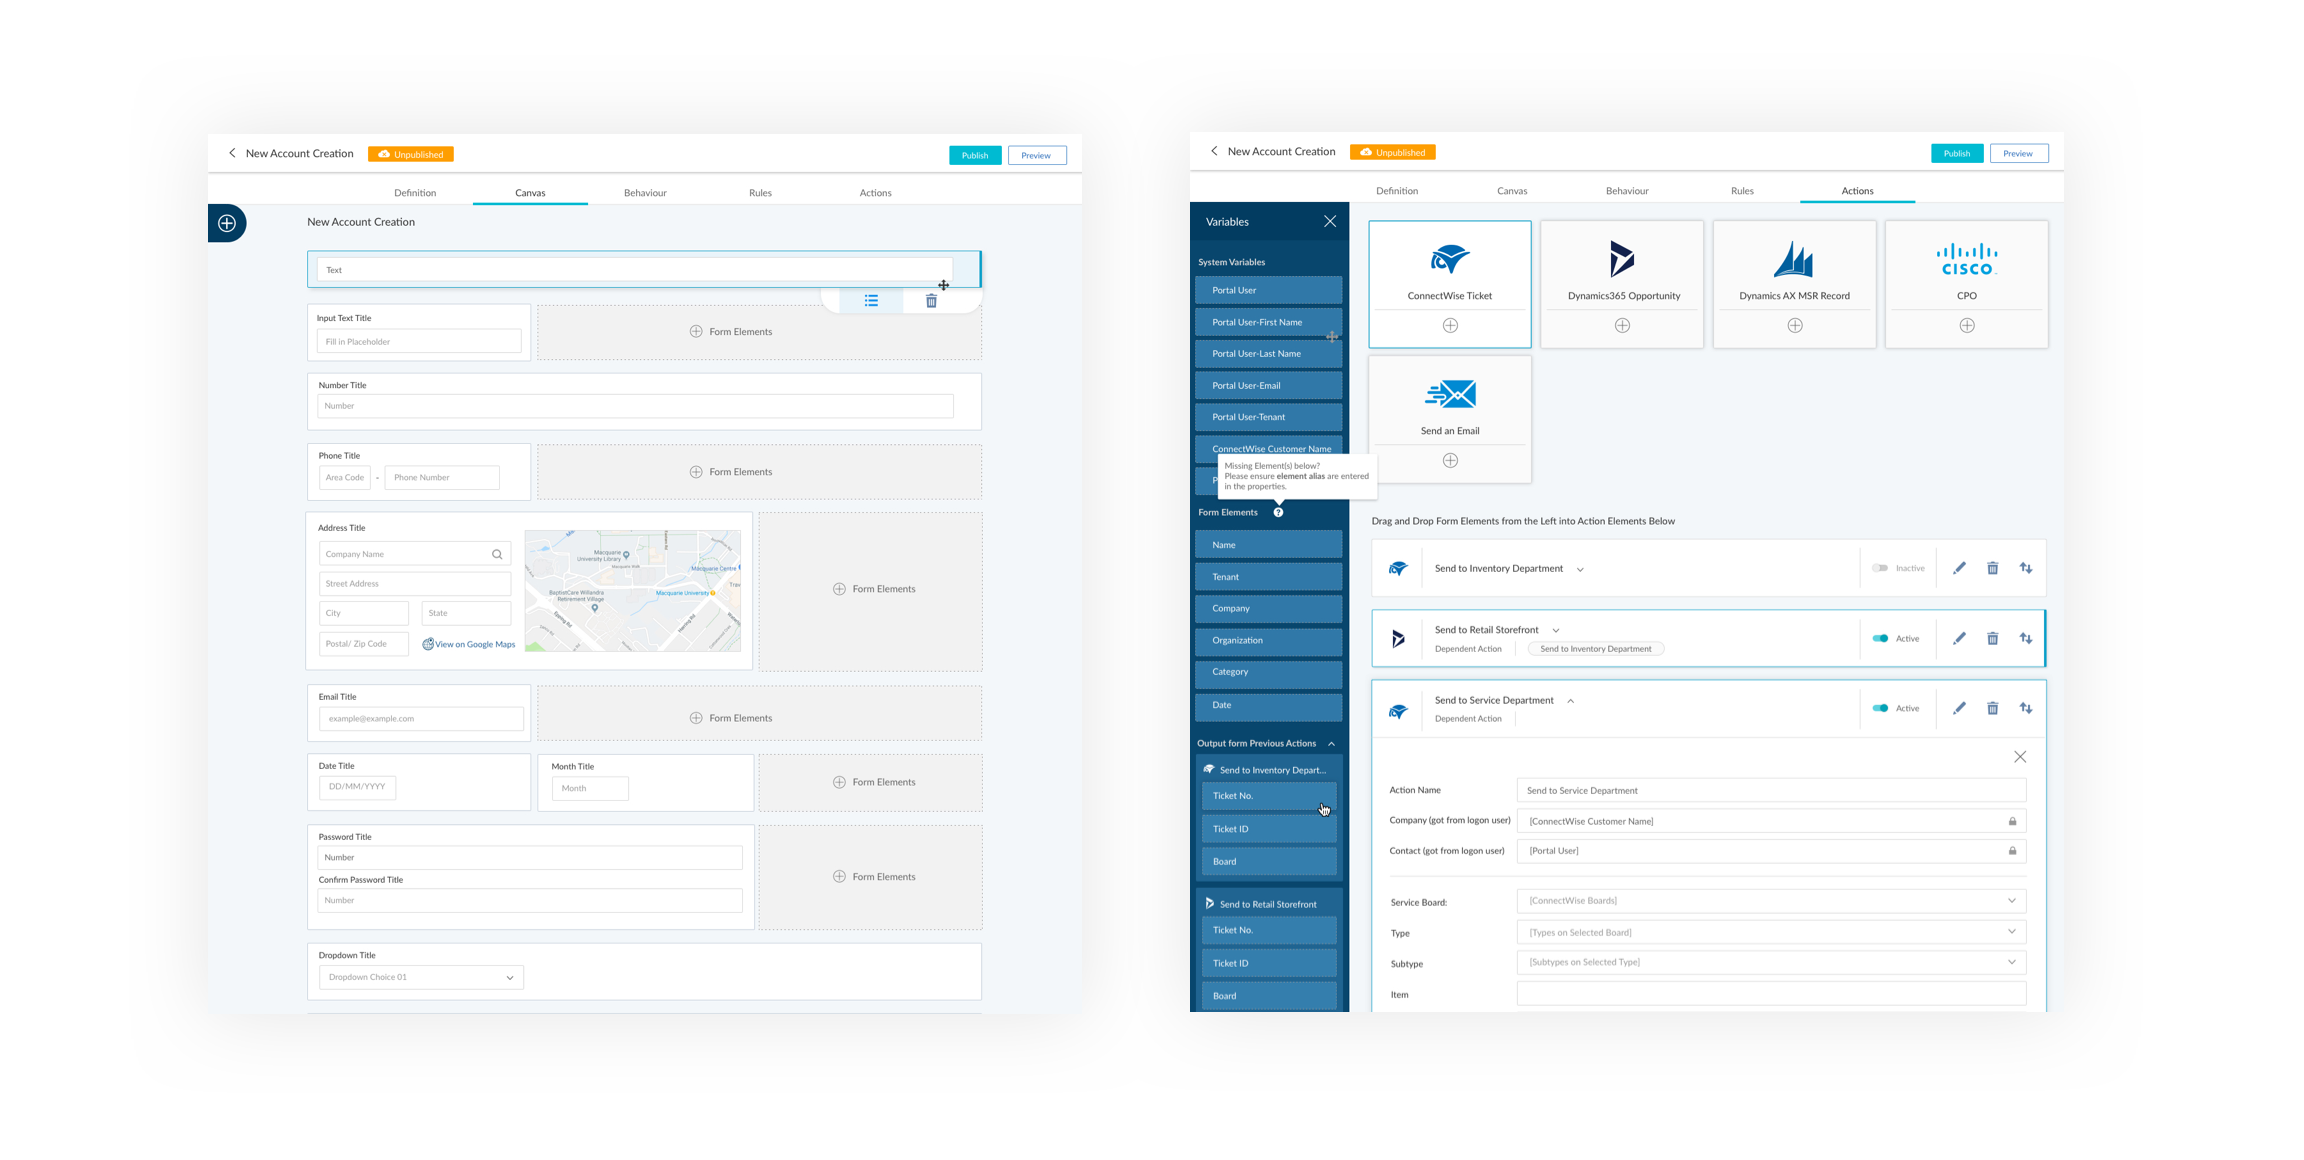 New Account Creation
Unpublished
Publish
Preview
Definition
Canvas
Behaviour
Rules
Actions
New Account Creation
Text
Input Text Title
Fill in Placeholder
Form Elements
Number Title
Number
Phone Title
Area Code
-
Phone Number
Form Elements
Address Title
Company Name
Street Address
City
State
Postal/ Zip Code
View on Google Maps
Macquarie
University Library
Macquarie Walk
Macquarie Centre
BaptistCare Willandra
Retirement Village
Macquarie University
Form Elements
Email Title
example@example.com
Form Elements
Date Title
DD/MM/YYYY
Month Title
Month
Form Elements
Password Title
Number
Confirm Password Title
Number
Form Elements
Dropdown Title
Dropdown Choice 01
New Account Creation
Unpublished
Publish
Preview
Definition
Canvas
Behaviour
Rules
Actions
Variables
System Variables
Portal User
Portal User-First Name
Portal User-Last Name
Portal User-Email
Portal User-Tenant
ConnectWise Customer Name
P
Missing Element(s) below?
Please ensure element alias are entered
in the properties.
Form Elements
?
Name
Tenant
Company
Organization
Category
Date
Output form Previous Actions
Send to Inventory Depart...
Ticket No.
Ticket ID
Board
Send to Retail Storefront
Ticket No.
Ticket ID
Board
ConnectWise Ticket
Dynamics365 Opportunity
Dynamics AX MSR Record
CISCO
CPO
Send an Email
Drag and Drop Form Elements from the Left into Action Elements Below
Send to Inventory Department
Inactive
Send to Retail Storefront
Dependent Action
Send to Inventory Department
Active
Send to Service Department
Dependent Action
Active
Action Name
Send to Service Department
Company (got from logon user)
[ConnectWise Customer Name]
Contact (got from logon user)
[Portal User]
Service Board:
[ConnectWise Boards]
Type
[Types on Selected Board]
Subtype
[Subtypes on Selected Type]
Item